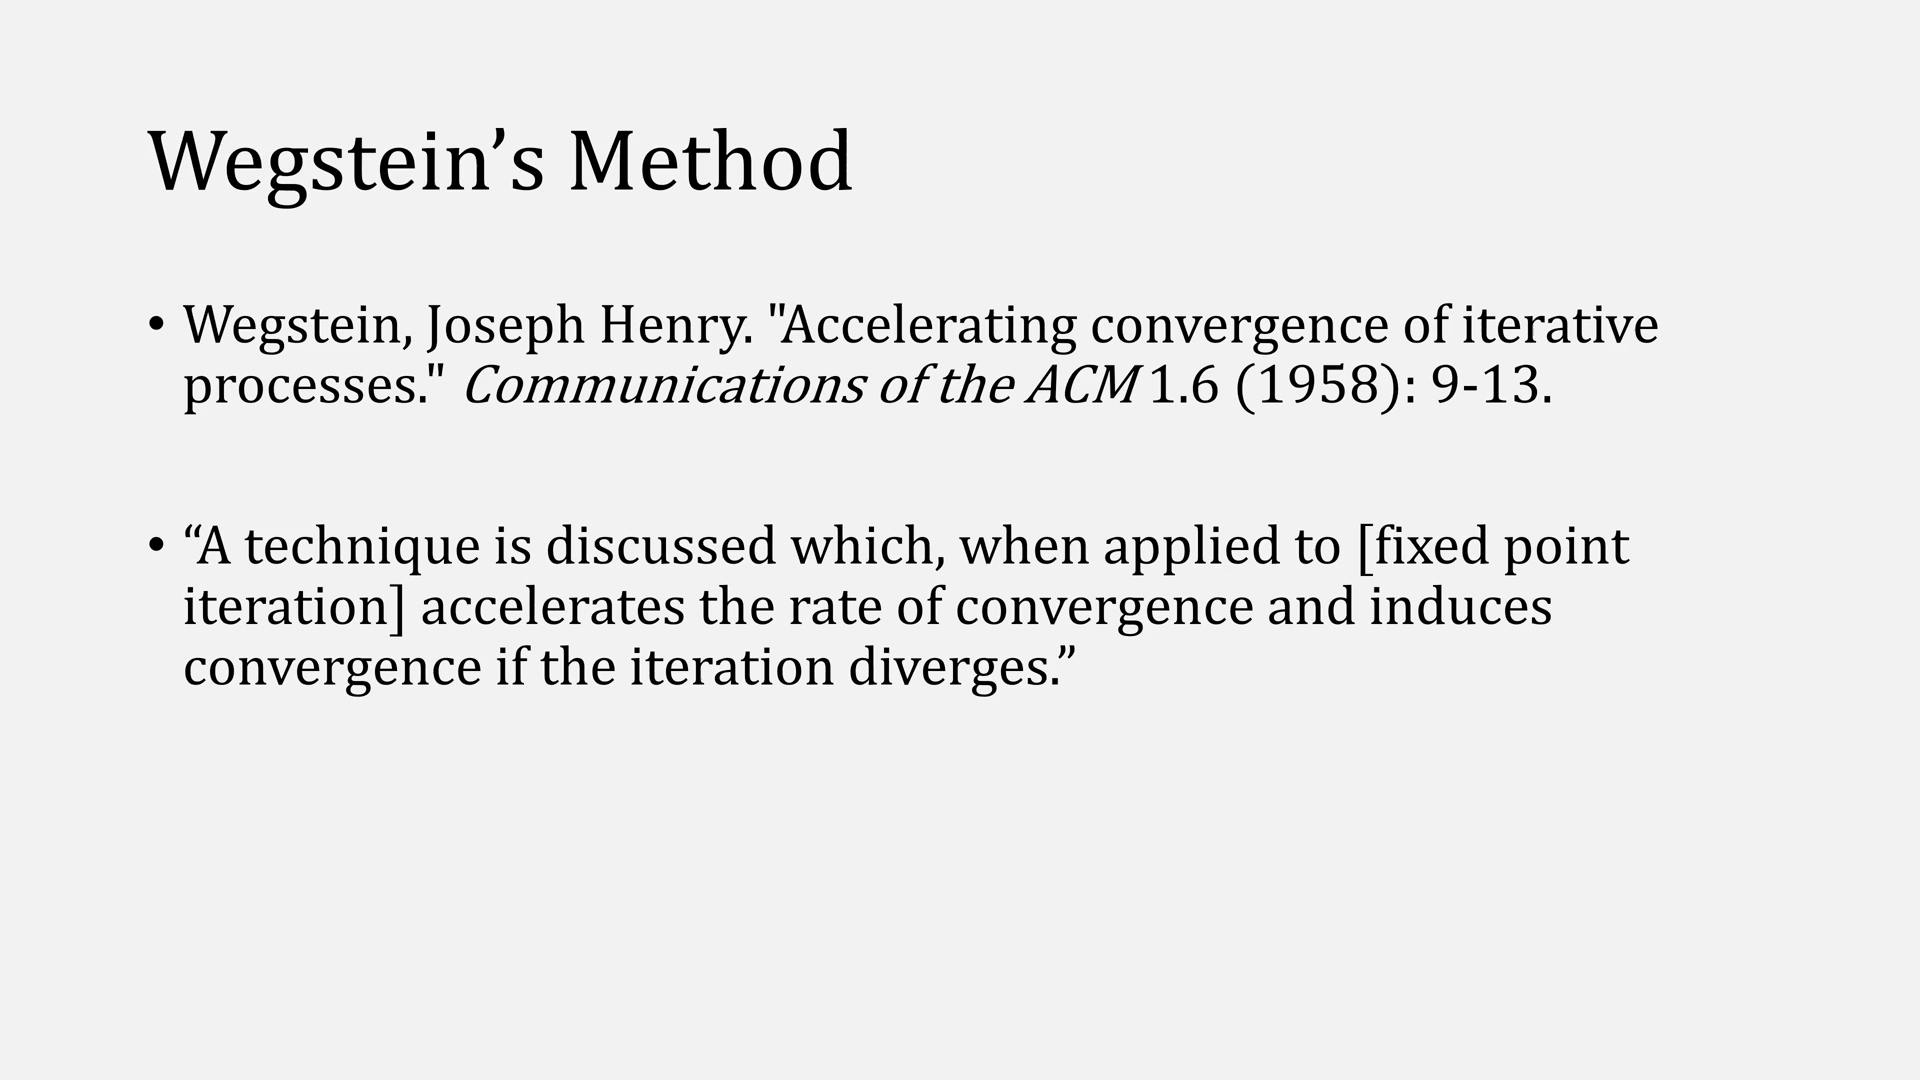 Wegstein’s Method
• Wegstein, Joseph Henry. "Accelerating convergence of iterative
processes." Communications of the ACM 1.6 (1958): 9-13.
• “A technique is discussed which, when applied to [fixed point
iteration] accelerates the rate of convergence and induces
convergence if the iteration diverges.”